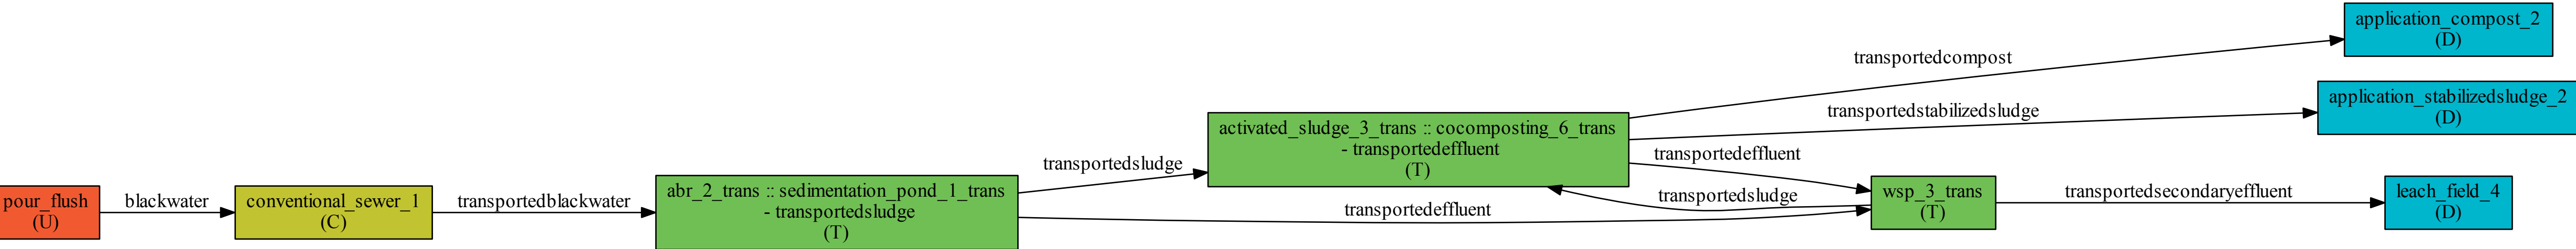 pour_flush
(U)
blackwater
conventional_sewer_1
(C)
transportedblackwater
abr_2_trans :: sedimentation_pond_1_trans
- transportedsludge
(T)
transportedsludge
transportedeffluent
activated_sludge_3_trans :: cocomposting_6_trans
- transportedeffluent
(T)
transportedcompost
transportedstabilizedsludge
transportedeffluent
transportedsludge
wsp_3_trans
(T)
transportedsecondaryeffluent
application_compost_2
(D)
application_stabilizedsludge_2
(D)
leach_field_4
(D)